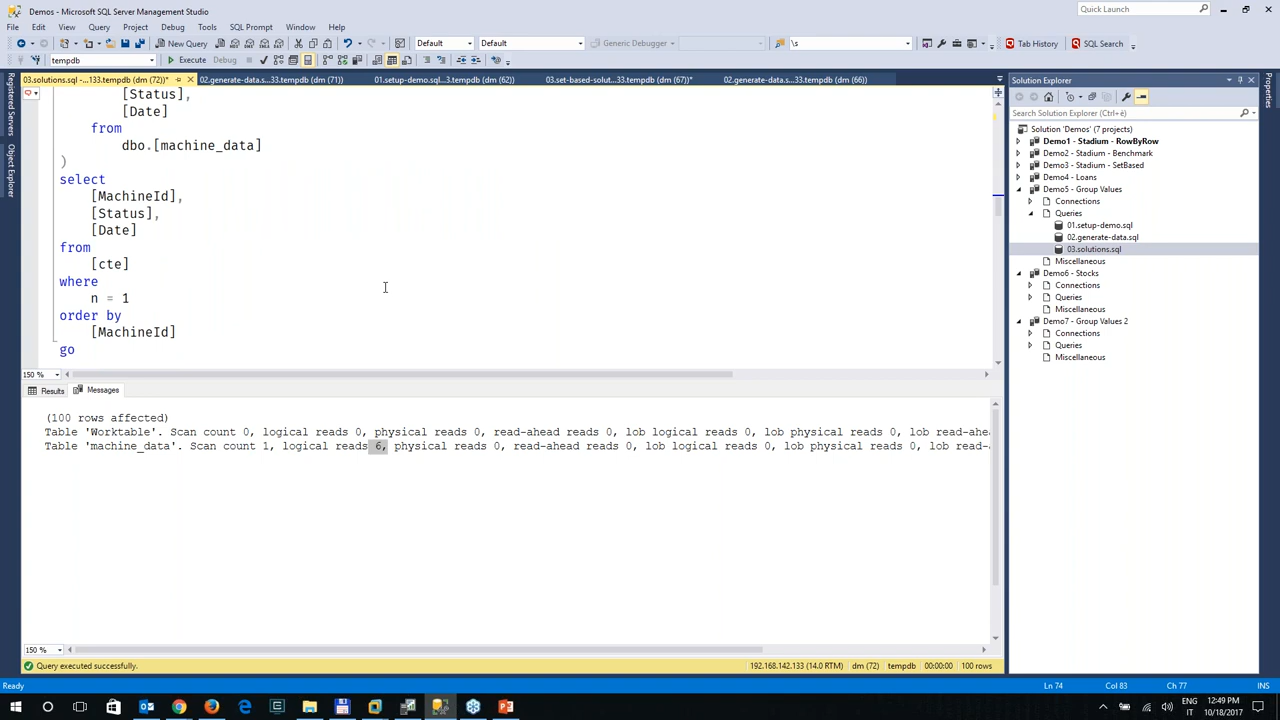 Demos - Microsoft SQL Server Management Studio
Quick Launch
File Edit View Query Project Debug Tools SQL Prompt Window Help
New Query Default Default Generic Debugger \s Tab History SQL Search
tempdb Execute Debug
03.solutions.sql -...133.tempdb (dm (72))* 02.generate-data.s...33.tempdb (dm (71)) 01.setup-demo.sql...3.tempdb (dm (62)) 03.set-based-solut...33.tempdb (dm (67))* 02.generate-data.s...33.tempdb (dm (66))
Registered Servers
Object Explorer
[Status],
[Date]
from
dbo.[machine_data]
)
select
[MachineId],
[Status],
[Date]
from
[cte]
where
n = 1
order by
[MachineId]
go
150 %
Results Messages
(100 rows affected)
Table 'Worktable'. Scan count 0, logical reads 0, physical reads 0, read-ahead reads 0, lob logical reads 0, lob physical reads 0, lob read-ahe
Table 'machine_data'. Scan count 1, logical reads 6, physical reads 0, read-ahead reads 0, lob logical reads 0, lob physical reads 0, lob read-
150 %
Query executed successfully. 192.168.142.133 (14.0 RTM) dm (72) tempdb 00:00:00 100 rows
Solution Explorer
Search Solution Explorer (Ctrl+è)
Solution 'Demos' (7 projects)
Demo1 - Stadium - RowByRow
Demo2 - Stadium - Benchmark
Demo3 - Stadium - SetBased
Demo4 - Loans
Demo5 - Group Values
Connections
Queries
01.setup-demo.sql
02.generate-data.sql
03.solutions.sql
Miscellaneous
Demo6 - Stocks
Connections
Queries
Miscellaneous
Demo7 - Group Values 2
Connections
Queries
Miscellaneous
Properties
Ready Ln 74 Col 83 Ch 77 INS
ENG 12:49 PM
IT 10/18/2017